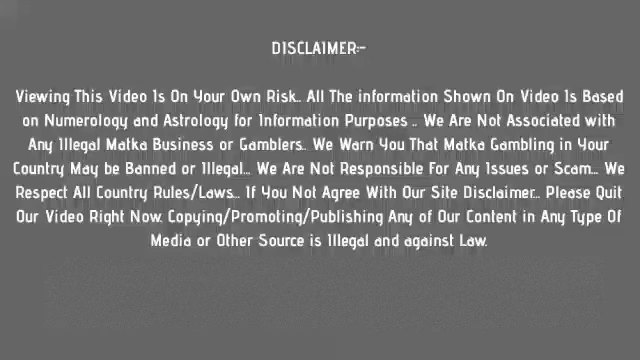 DISCLAIMER:-
Viewing This Video Is On Your Own Risk.. All The information Shown On Video Is Based
on Numerology and Astrology for Information Purposes .. We Are Not Associated with
Any Illegal Matka Business or Gamblers.. We Warn You That Matka Gambling in Your
Country May be Banned or Illegal... We Are Not Responsible For Any Issues or Scam... We
Respect All Country Rules/Laws... If You Not Agree With Our Site Disclaimer... Please Quit
Our Video Right Now. Copying/Promoting/Publishing Any of Our Content in Any Type Of
Media or Other Source is Illegal and against Law.